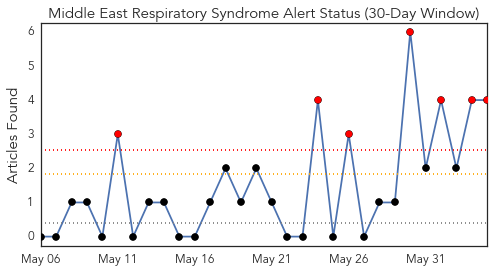 Middle East Respiratory Syndrome Alert Status (30-Day Window)
Articles Found
6
5
4
3
2
1
0
May 06
May 11
May 16
May 21
May 26
May 31